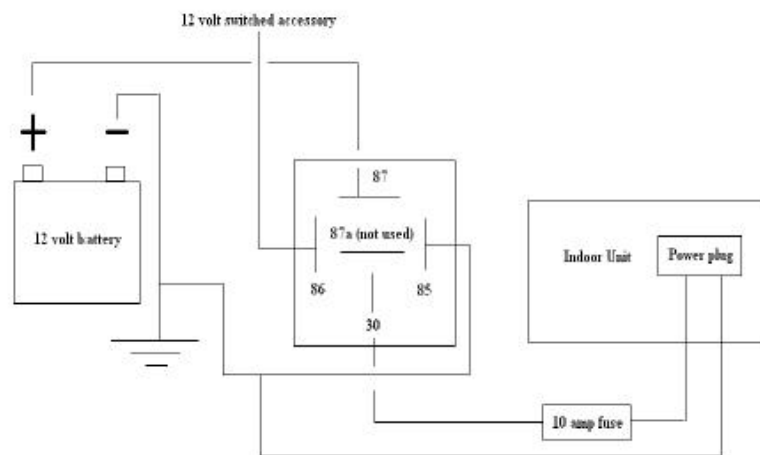 12 volt switched accessory
+ -
87
12 volt battery
87a (not used)
Indoor Unit
Power plug
86
85
30
10 amp fuse